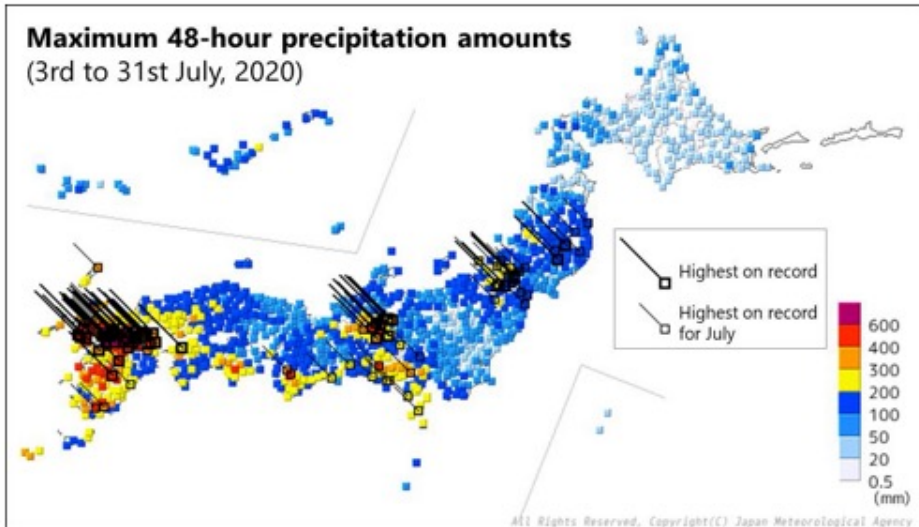 Maximum 48-hour precipitation amounts
(3rd to 31st July, 2020)
Highest on record
Highest on record
for July
600
400
300
200
100
50
20
0.5
(mm)
All Rights Reserved, Copyright(C) Japan Meteorological Agency